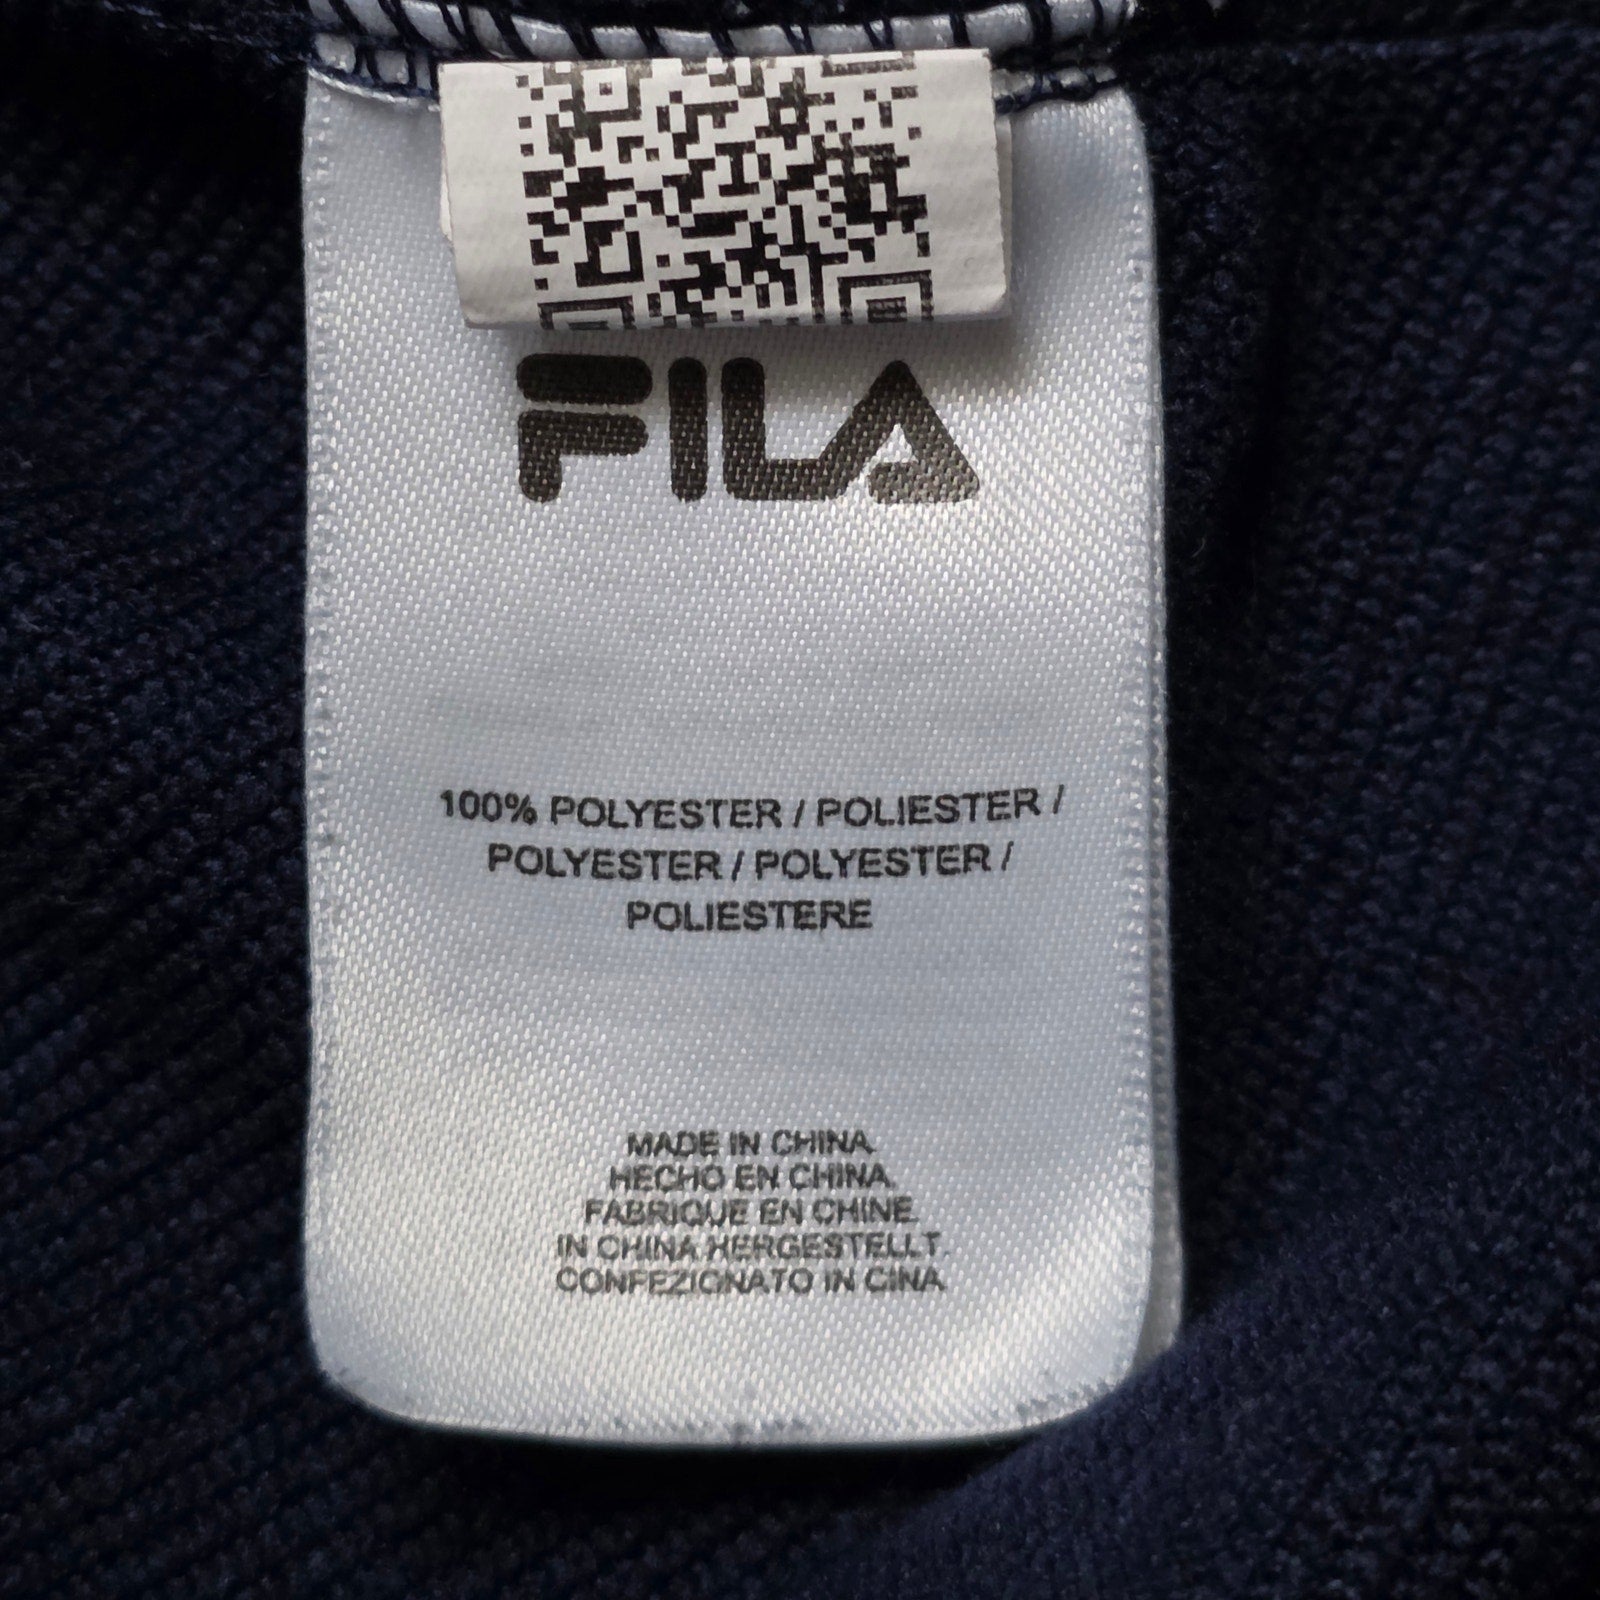 FILA
100% POLYESTER / POLIESTER /
POLYESTER / POLYESTER /
POLIESTERE
MADE IN CHINA.
HECHO EN CHINA.
FABRIQUE EN CHINE.
IN CHINA HERGESTELLT.
CONFEZIONATO IN CINA.